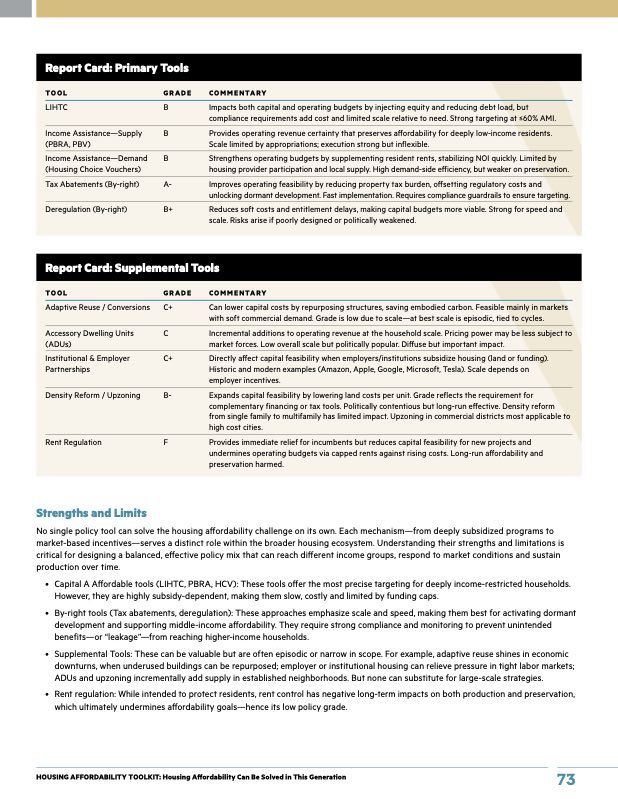 Report Card: Primary Tools
TOOL GRADE COMMENTARY
LIHTC B Impacts both capital and operating budgets by injecting equity and reducing debt load, but
compliance requirements add cost and limited scale relative to need. Strong targeting at ≤60% AMI.
Income Assistance—Supply B Provides operating revenue certainty that preserves affordability for deeply low-income residents.
(PBRA, PBV) Scale limited by appropriations; execution strong but inflexible.
Income Assistance—Demand B Strengthens operating budgets by supplementing resident rents, stabilizing NOI quickly. Limited by
(Housing Choice Vouchers) housing provider participation and local supply. High demand-side efficiency, but weaker on preservation.
Tax Abatements (By-right) A- Improves operating feasibility by reducing property tax burden, offsetting regulatory costs and
unlocking dormant development. Fast implementation. Requires compliance guardrails to ensure targeting.
Deregulation (By-right) B+ Reduces soft costs and entitlement delays, making capital budgets more viable. Strong for speed and
scale. Risks arise if poorly designed or politically weakened.
Report Card: Supplemental Tools
TOOL GRADE COMMENTARY
Adaptive Reuse / Conversions C+ Can lower capital costs by repurposing structures, saving embodied carbon. Feasible mainly in markets
with soft commercial demand. Grade is low due to scale—at best scale is episodic, tied to cycles.
Accessory Dwelling Units C Incremental additions to operating revenue at the household scale. Pricing power may be less subject to
(ADUs) market forces. Low overall scale but politically popular. Diffuse but important impact.
Institutional & Employer C+ Directly affect capital feasibility when employers/institutions subsidize housing (land or funding).
Partnerships Historic and modern examples (Amazon, Apple, Google, Microsoft, Tesla). Scale depends on
employer incentives.
Density Reform / Upzoning B- Expands capital feasibility by lowering land costs per unit. Grade reflects the requirement for
complementary financing or tax tools. Politically contentious but long-run effective. Density reform
from single family to multifamily has limited impact. Upzoning in commercial districts most applicable to
high cost cities.
Rent Regulation F Provides immediate relief for incumbents but reduces capital feasibility for new projects and
undermines operating budgets via capped rents against rising costs. Long-run affordability and
preservation harmed.
Strengths and Limits
No single policy tool can solve the housing affordability challenge on its own. Each mechanism—from deeply subsidized programs to
market-based incentives—serves a distinct role within the broader housing ecosystem. Understanding their strengths and limitations is
critical for designing a balanced, effective policy mix that can reach different income groups, respond to market conditions and sustain
production over time.
• Capital A Affordable tools (LIHTC, PBRA, HCV): These tools offer the most precise targeting for deeply income-restricted households.
However, they are highly subsidy-dependent, making them slow, costly and limited by funding caps.
• By-right tools (Tax abatements, deregulation): These approaches emphasize scale and speed, making them best for activating dormant
development and supporting middle-income affordability. They require strong compliance and monitoring to prevent unintended
benefits—or “leakage”—from reaching higher-income households.
• Supplemental Tools: These can be valuable but are often episodic or narrow in scope. For example, adaptive reuse shines in economic
downturns, when underused buildings can be repurposed; employer or institutional housing can relieve pressure in tight labor markets;
ADUs and upzoning incrementally add supply in established neighborhoods. But none can substitute for large-scale strategies.
• Rent regulation: While intended to protect residents, rent control has negative long-term impacts on both production and preservation,
which ultimately undermines affordability goals—hence its low policy grade.
HOUSING AFFORDABILITY TOOLKIT: Housing Affordability Can Be Solved in This Generation 73